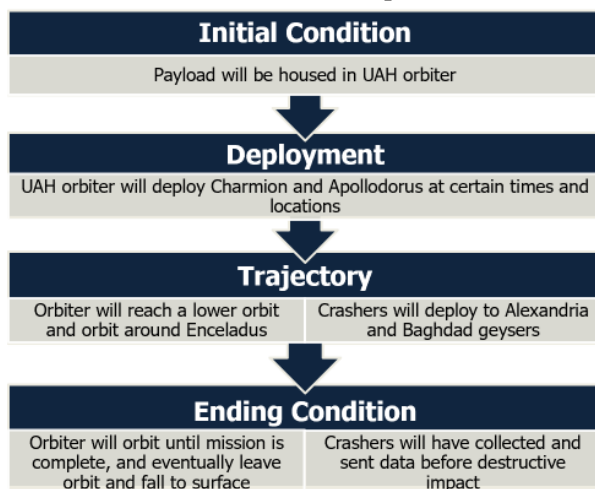 Initial Condition
Payload will be housed in UAH orbiter
Deployment
UAH orbiter will deploy Charmion and Apollodorus at certain times and
locations
Trajectory
Orbiter will reach a lower orbit
and orbit around Enceladus
Crashers will deploy to Alexandria
and Baghdad geysers
Ending Condition
Orbiter will orbit until mission is
complete, and eventually leave
orbit and fall to surface
Crashers will have collected and
sent data before destructive
impact